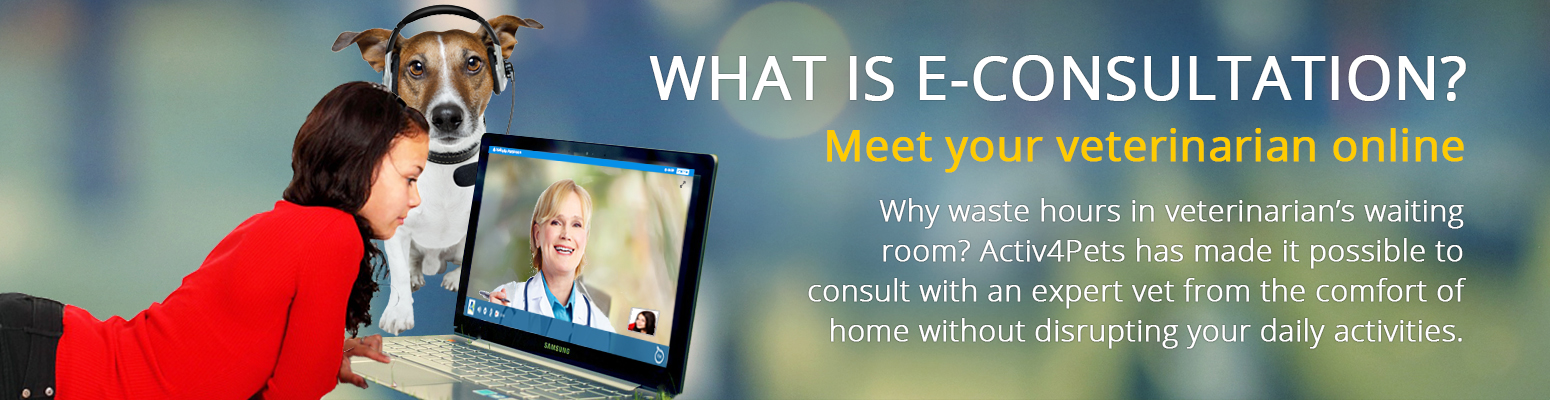 WHAT IS E-CONSULTATION?
Meet your veterinarian online
Why waste hours in veterinarian’s waiting
room? Activ4Pets has made it possible to
consult with an expert vet from the comfort of
home without disrupting your daily activities.
SAMSUNG